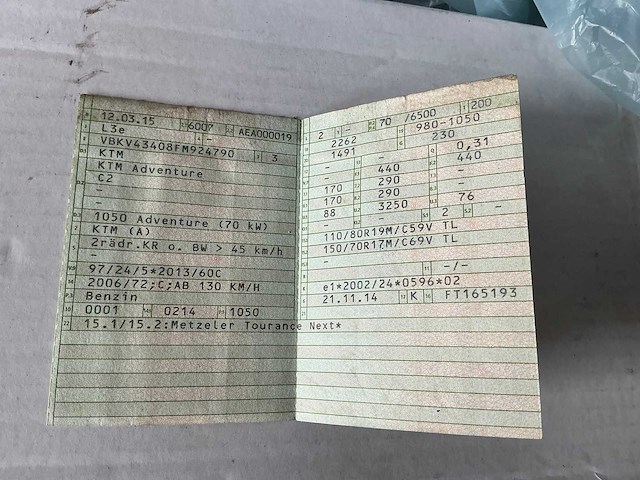 12.03.15 6007 AEA000019
L3e - -
VBKV43408FM924790 3
KTM
KTM Adventure
C2
-
-
1050 Adventure (70 kW)
KTM (A)
2rädr.KR o. BW > 45 km/h
-
97/24/5*2013/60C
2006/72;C;AB 130 KM/H
Benzin
0001 0214 1050
15.1/15.2:Metzeler Tourance Next*
2 - 70 /6500 200
2262 980-1050
1491 230
- - 0,31
- 440 440
- 290 -
170 290 -
170 3250 76
88 - -
- 2 -
110/80R19M/C59V TL
150/70R17M/C69V TL
-
- -/-
e1*2002/24*0596*02
21.11.14 K FT165193